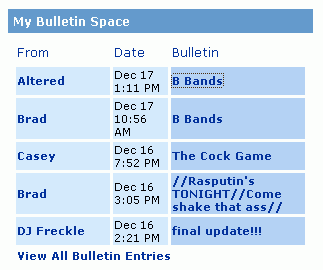 My Bulletin Space
From Date Bulletin
Altered Dec 17 1:11 PM B Bands
Brad Dec 17 10:56 AM B Bands
Casey Dec 16 7:52 PM The Cock Game
Brad Dec 16 3:05 PM //Rasputin's TONIGHT//Come shake that ass//
DJ Freckle Dec 16 2:21 PM final update!!!
View All Bulletin Entries